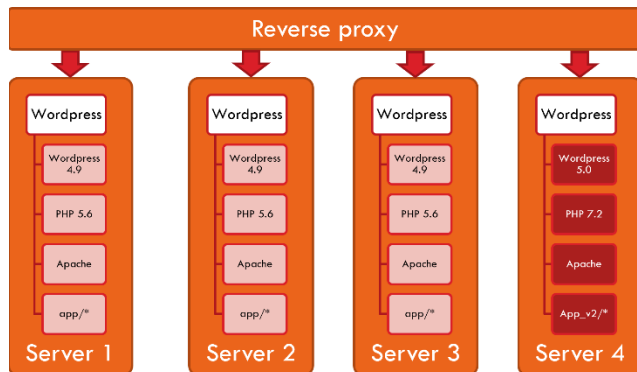 Reverse proxy
Wordpress
Wordpress
4.9
PHP 5.6
Apache
app/*
Server 1
Wordpress
Wordpress
4.9
PHP 5.6
Apache
app/*
Server 2
Wordpress
Wordpress
4.9
PHP 5.6
Apache
app/*
Server 3
Wordpress
Wordpress
5.0
PHP 7.2
Apache
App_v2/*
Server 4